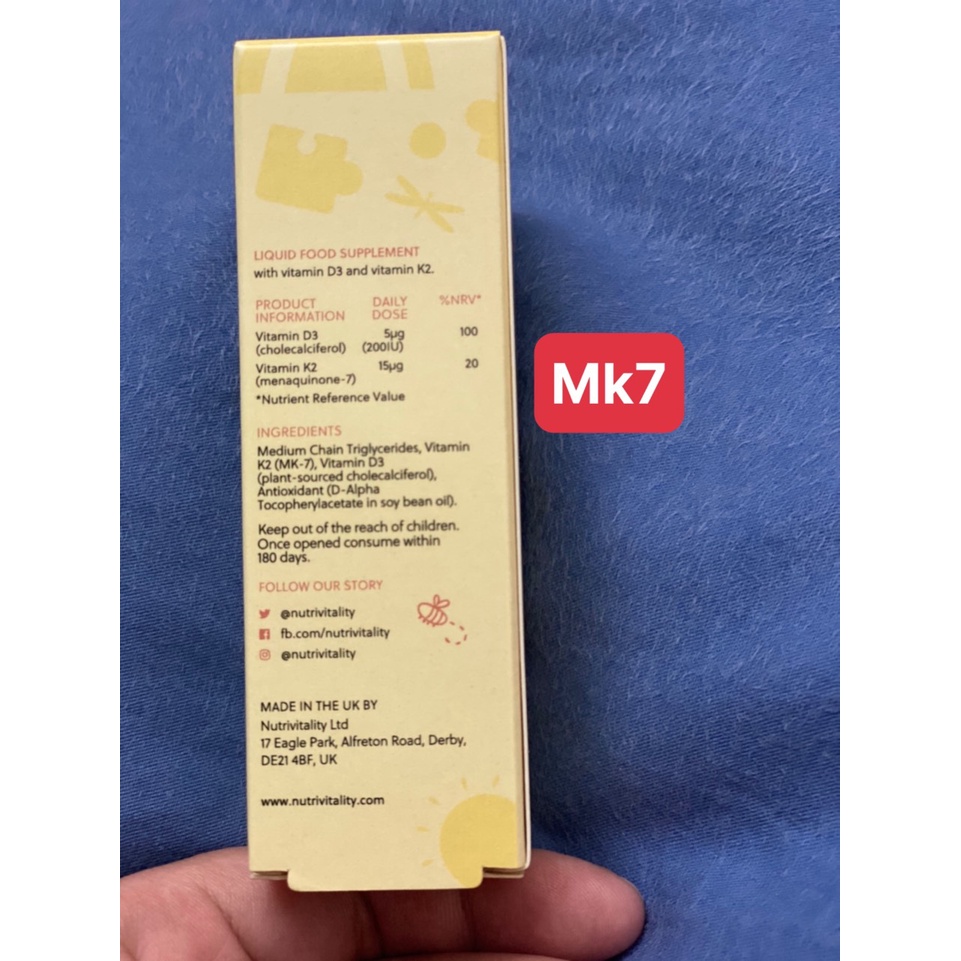 LIQUID FOOD SUPPLEMENT
with vitamin D3 and vitamin K2.
PRODUCT INFORMATION DAILY DOSE %NRV*
Vitamin D3 5µg 100
(cholecalciferol) (200IU)
Vitamin K2 15µg 20
(menaquinone-7)
*Nutrient Reference Value
INGREDIENTS
Medium Chain Triglycerides, Vitamin
K2 (MK-7), Vitamin D3
(plant-sourced cholecalciferol),
Antioxidant (D-Alpha
Tocopherylacetate in soy bean oil).
Keep out of the reach of children.
Once opened consume within
180 days.
FOLLOW OUR STORY
@nutrivitality
fb.com/nutrivitality
@nutrivitality
MADE IN THE UK BY
Nutrivitality Ltd
17 Eagle Park, Alfreton Road, Derby,
DE21 4BF, UK
www.nutrivitality.com
Mk7